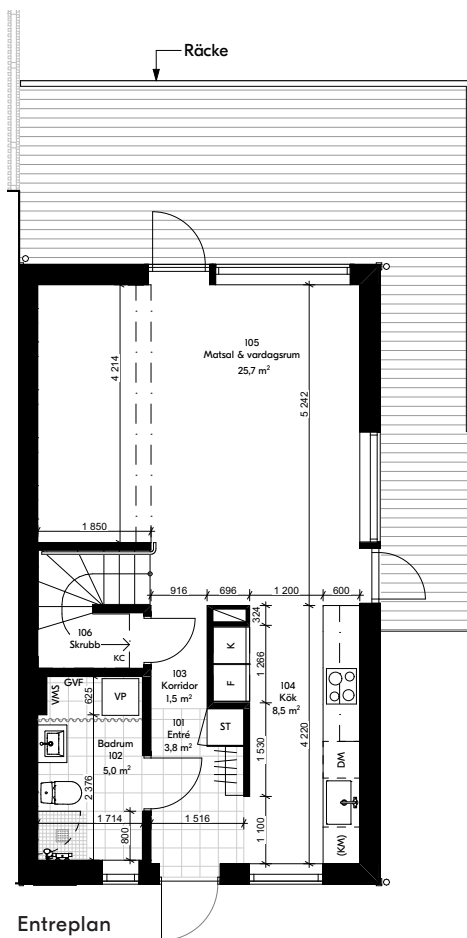 Räcke
105
Matsal & vardagsrum
25,7 m²
4 214
5 242
1 850
916
696
1 200
600
324
106
Skrubb
KC
K
1 266
103
Korridor
1,5 m²
104
Kök
8,5 m²
F
GVF
VMS
625
VP
101
Entré
3,8 m²
ST
4 220
1 530
DM
Badrum
102
5,0 m²
2 376
1 714
800
1 516
1 100
(KM)
Entreplan